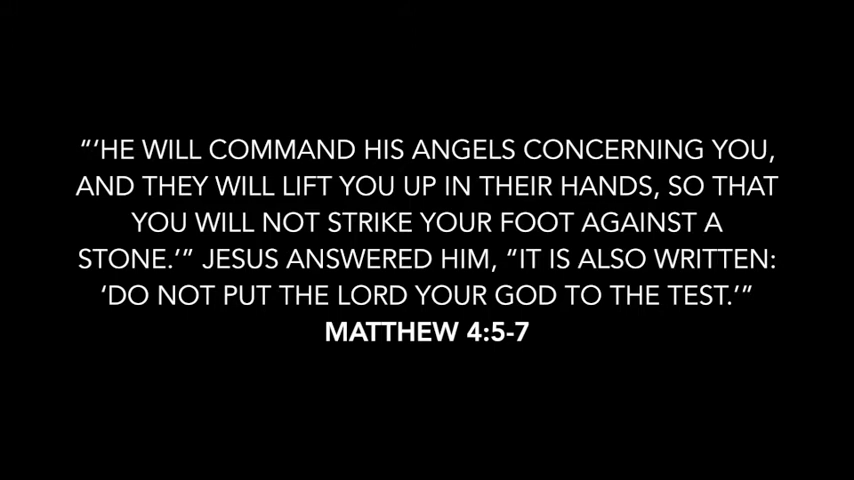 “‘HE WILL COMMAND HIS ANGELS CONCERNING YOU,
AND THEY WILL LIFT YOU UP IN THEIR HANDS, SO THAT
YOU WILL NOT STRIKE YOUR FOOT AGAINST A
STONE.’” JESUS ANSWERED HIM, “IT IS ALSO WRITTEN:
‘DO NOT PUT THE LORD YOUR GOD TO THE TEST.’”
MATTHEW 4:5-7